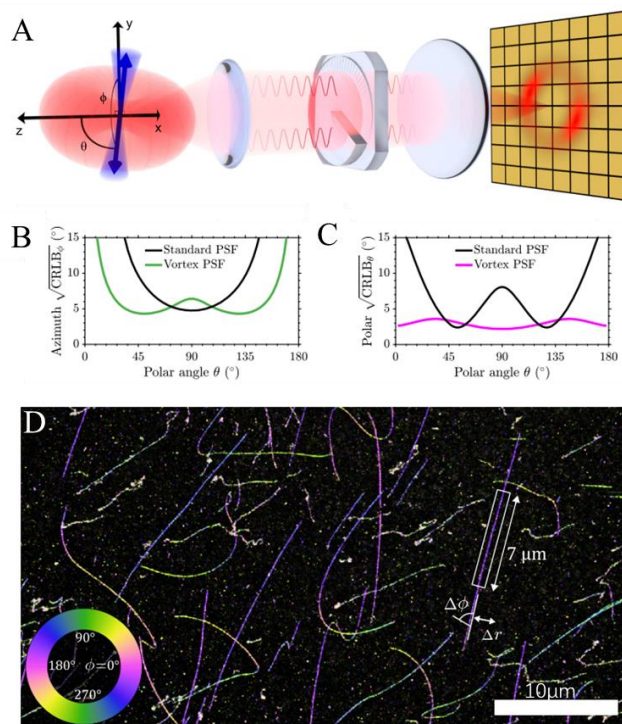 A
y
ϕ
z
x
θ
B
15
10
5
0
Azimuth √CRLBϕ (°)
Standard PSF
Vortex PSF
0 45 90 135 180
Polar angle θ (°)
C
15
10
5
0
Polar √CRLBθ (°)
Standard PSF
Vortex PSF
0 45 90 135 180
Polar angle θ (°)
D
7 μm
Δϕ
Δr
90°
180° ϕ=0°
270°
10μm